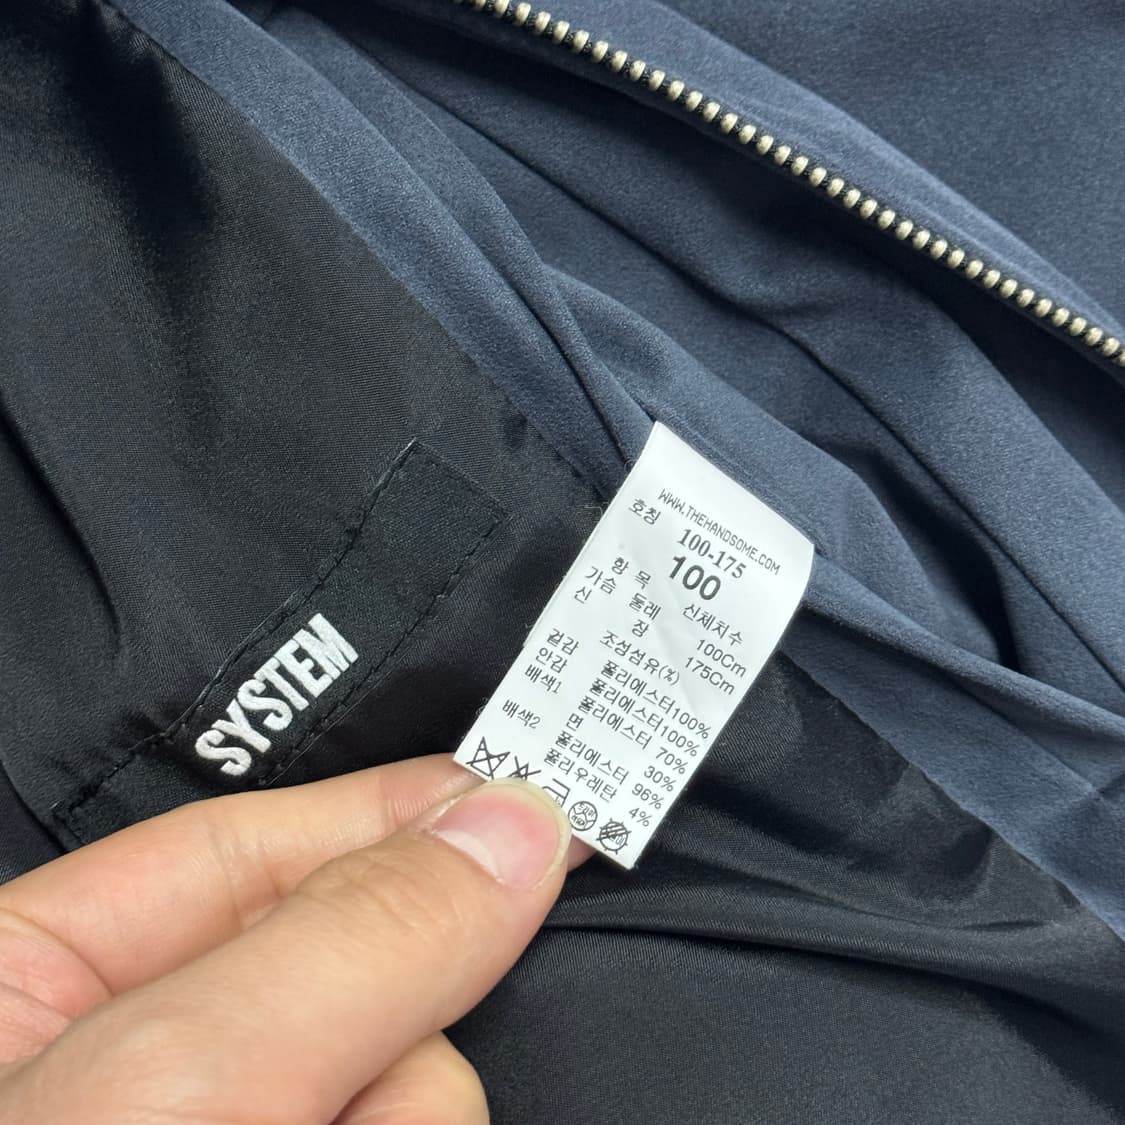 SYSTEM
WWW.THEHANDSOME.COM
호칭 100-175
100
항 목 신체치수
가슴 둘레 100Cm
신 장 175Cm
조성섬유(%)
겉감 폴리에스터100%
안감 폴리에스터100%
배색1 폴리에스터 70%
면 30%
배색2 폴리에스터 96%
폴리우레탄 4%